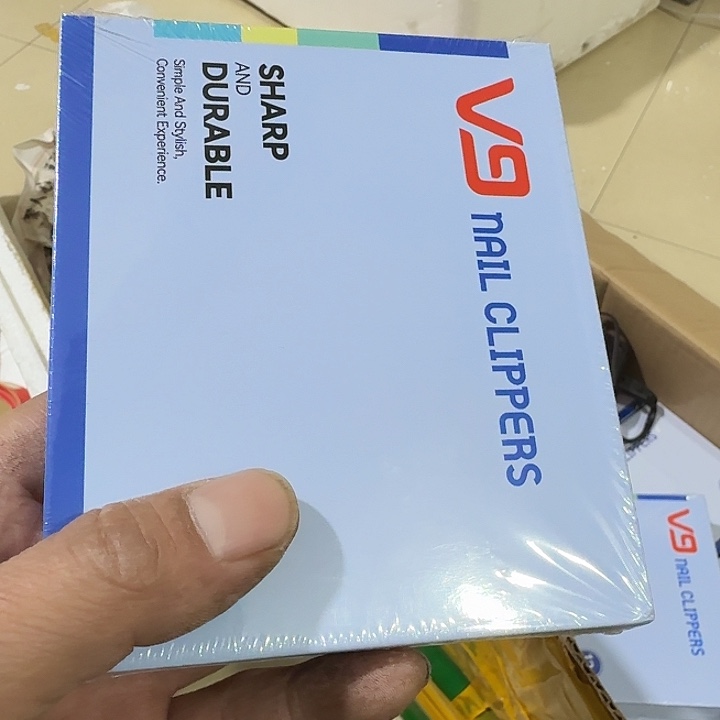 V9 NAIL CLIPPERS
SHARP
AND
DURABLE
Simple And Stylish,
Convenient Experience.
V9 NAIL CLIPPERS